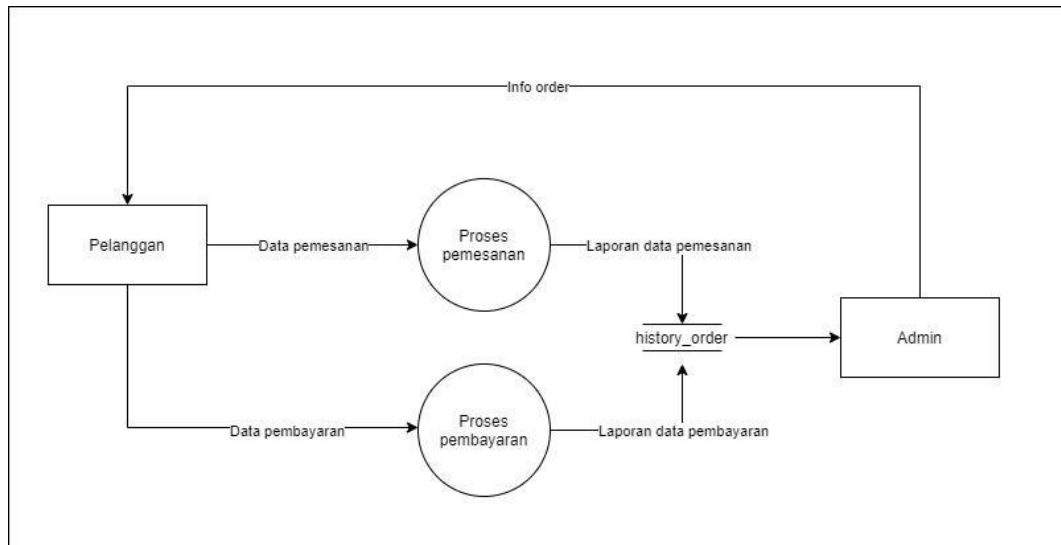 Info order
Pelanggan
Data pemesanan
Proses
pemesanan
Laporan data pemesanan
history_order
Admin
Data pembayaran
Proses
pembayaran
Laporan data pembayaran